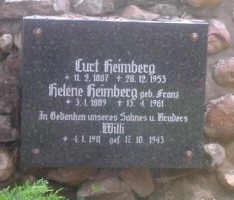 Curt Heimberg
* 11. 2. 1887 + 28. 12. 1953
Helene Heimberg geb. Franz
* 3. 1. 1889 + 13. 4. 1961
In Gedenken unseres Sohnes u. Bruders
Willi
* 4. 1. 1911 gef. 17. 10. 1943